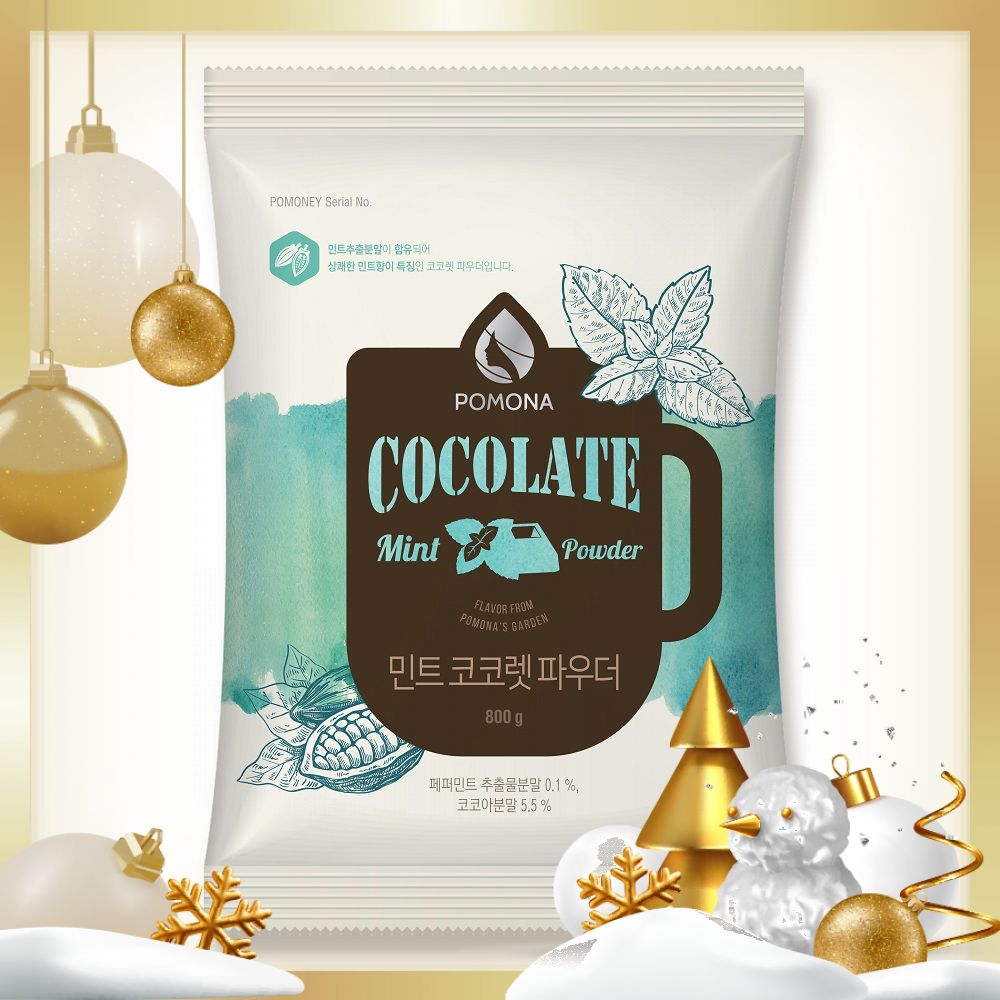 POMONEY Serial No.
민트추출분말이 함유되어
상쾌한 민트향이 특징인 코코렛 파우더입니다.
POMONA
COCOLATE
Mint Powder
FLAVOR FROM
POMONA'S GARDEN
민트 코코렛 파우더
800 g
페퍼민트 추출물분말 0.1 %,
코코아분말 5.5 %